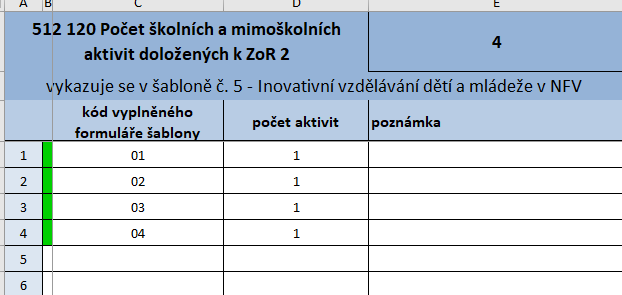 A B C D E
512 120 Počet školních a mimoškolních
aktivit doložených k ZoR 2
4
vykazuje se v šabloně č. 5 - Inovativní vzdělávání dětí a mládeže v NFV
kód vyplněného
formuláře šablony
počet aktivit
poznámka
1 01 1
2 02 1
3 03 1
4 04 1
5
6